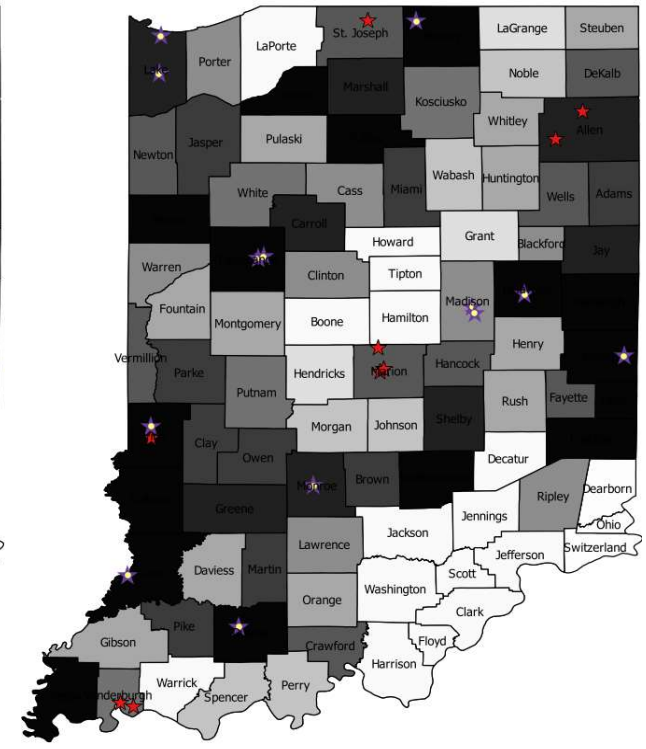 LaPorte
St. Joseph
LaGrange
Steuben
Porter
Lake
Noble
DeKalb
Marshall
Kosciusko
Whitley
Allen
Newton
Jasper
Pulaski
Wabash
Huntington
White
Cass
Miami
Wells
Adams
Carroll
Howard
Grant
Blackford
Jay
Warren
Clinton
Tipton
Madison
Fountain
Montgomery
Boone
Hamilton
Henry
Vermillion
Parke
Hendricks
Marion
Hancock
Putnam
Rush
Fayette
Morgan
Johnson
Shelby
Clay
Owen
Decatur
Monroe
Brown
Ripley
Dearborn
Greene
Jackson
Jennings
Ohio
Lawrence
Jefferson
Switzerland
Daviess
Martin
Scott
Orange
Washington
Clark
Pike
Gibson
Crawford
Floyd
Harrison
Warrick
Perry
Spencer
Vanderburgh